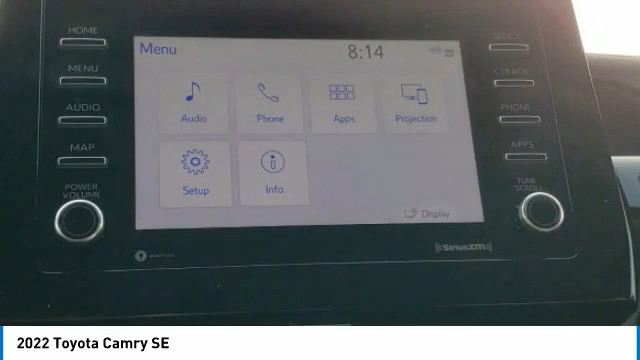 HOME
MENU
AUDIO
MAP
POWER
VOLUME
Menu
8:14
Audio
Phone
Apps
Projection
Setup
Info
Display
SEEK >
< TRACK
PHONE
APPS
TUNE
SCROLL
((SiriusXM))
2022 Toyota Camry SE